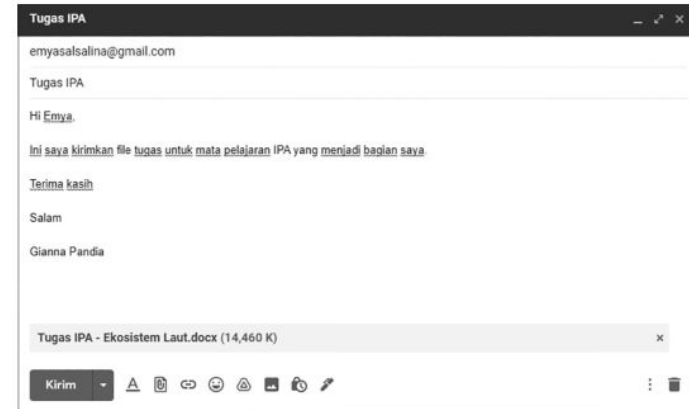 Tugas IPA
emyasalsalina@gmail.com
Tugas IPA
Hi Emya,
Ini saya kirimkan file tugas untuk mata pelajaran IPA yang menjadi bagian saya.
Terima kasih
Salam
Gianna Pandia
Tugas IPA - Ekosistem Laut.docx (14,460 K)
Kirim